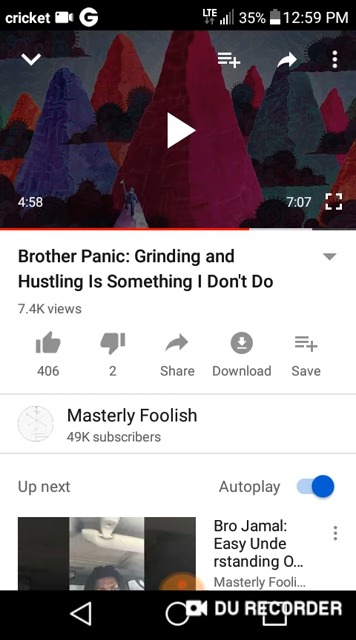 cricket G LTE 35% 12:59 PM
4:58 7:07
Brother Panic: Grinding and
Hustling Is Something I Don't Do
7.4K views
406 2 Share Download Save
Masterly Foolish
49K subscribers
Up next Autoplay
Bro Jamal:
Easy Unde
rstanding O...
Masterly Fooli...
DU RECORDER